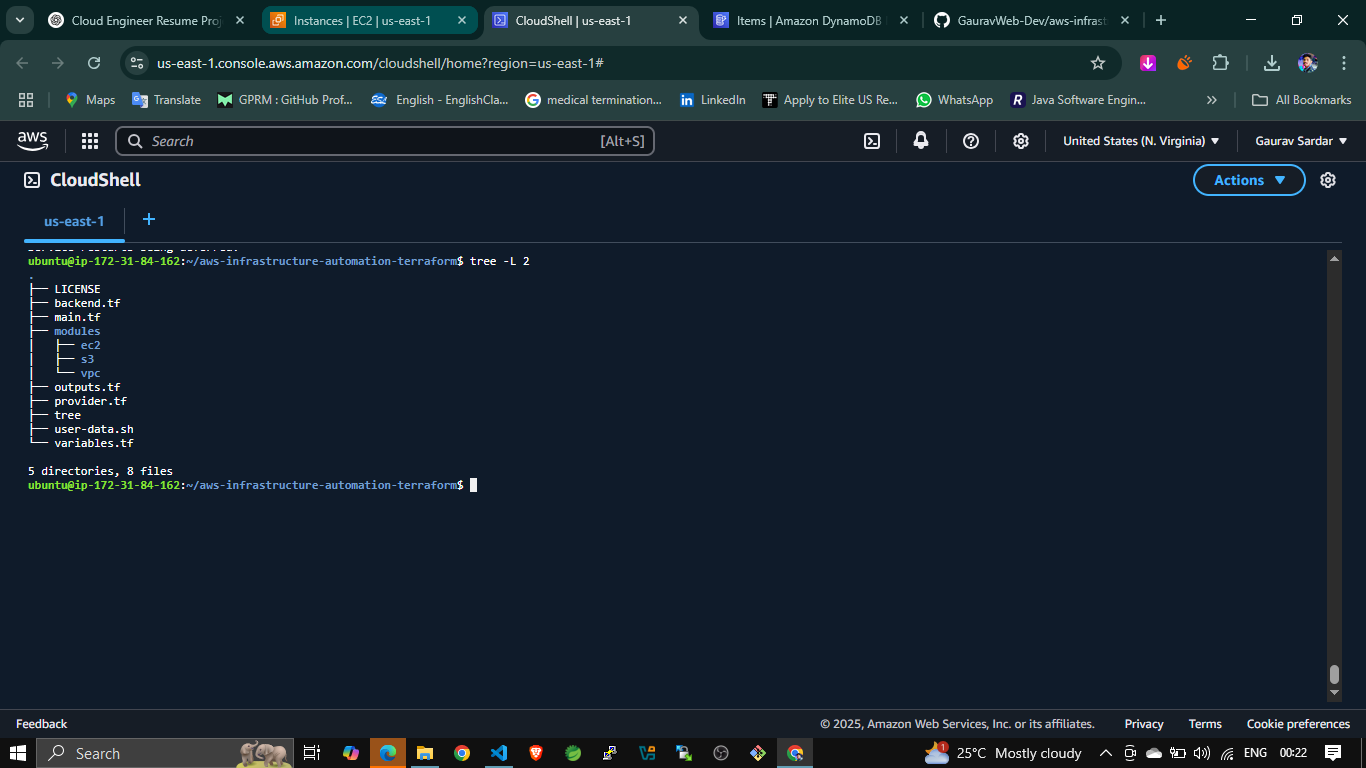 Cloud Engineer Resume Proj
Instances | EC2 | us-east-1
CloudShell | us-east-1
Items | Amazon DynamoDB
GauravWeb-Dev/aws-infrast
us-east-1.console.aws.amazon.com/cloudshell/home?region=us-east-1#
Maps
Translate
GPRM : GitHub Prof...
English - EnglishCla...
medical termination...
LinkedIn
Apply to Elite US Re...
WhatsApp
Java Software Engin...
All Bookmarks
aws
Search
[Alt+S]
United States (N. Virginia)
Gaurav Sardar
CloudShell
Actions
us-east-1
service restarts being deferred:
ubuntu@ip-172-31-84-162:~/aws-infrastructure-automation-terraform$ tree -L 2
.
├── LICENSE
├── backend.tf
├── main.tf
├── modules
│   ├── ec2
│   ├── s3
│   └── vpc
├── outputs.tf
├── provider.tf
├── tree
├── user-data.sh
└── variables.tf
5 directories, 8 files
ubuntu@ip-172-31-84-162:~/aws-infrastructure-automation-terraform$
Feedback
© 2025, Amazon Web Services, Inc. or its affiliates.
Privacy
Terms
Cookie preferences
Search
1
25°C Mostly cloudy
ENG
00:22